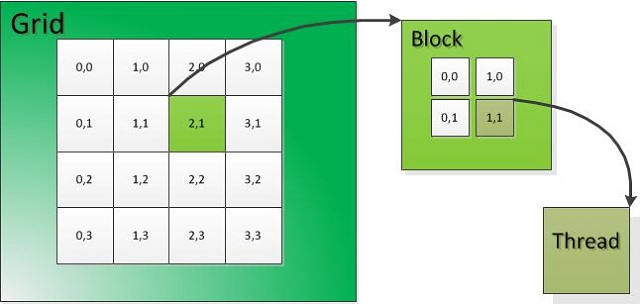 Grid
0,0 1,0 2,0 3,0
0,1 1,1 2,1 3,1
0,2 1,2 2,2 3,2
0,3 1,3 2,3 3,3
Block
0,0 1,0
0,1 1,1
Thread